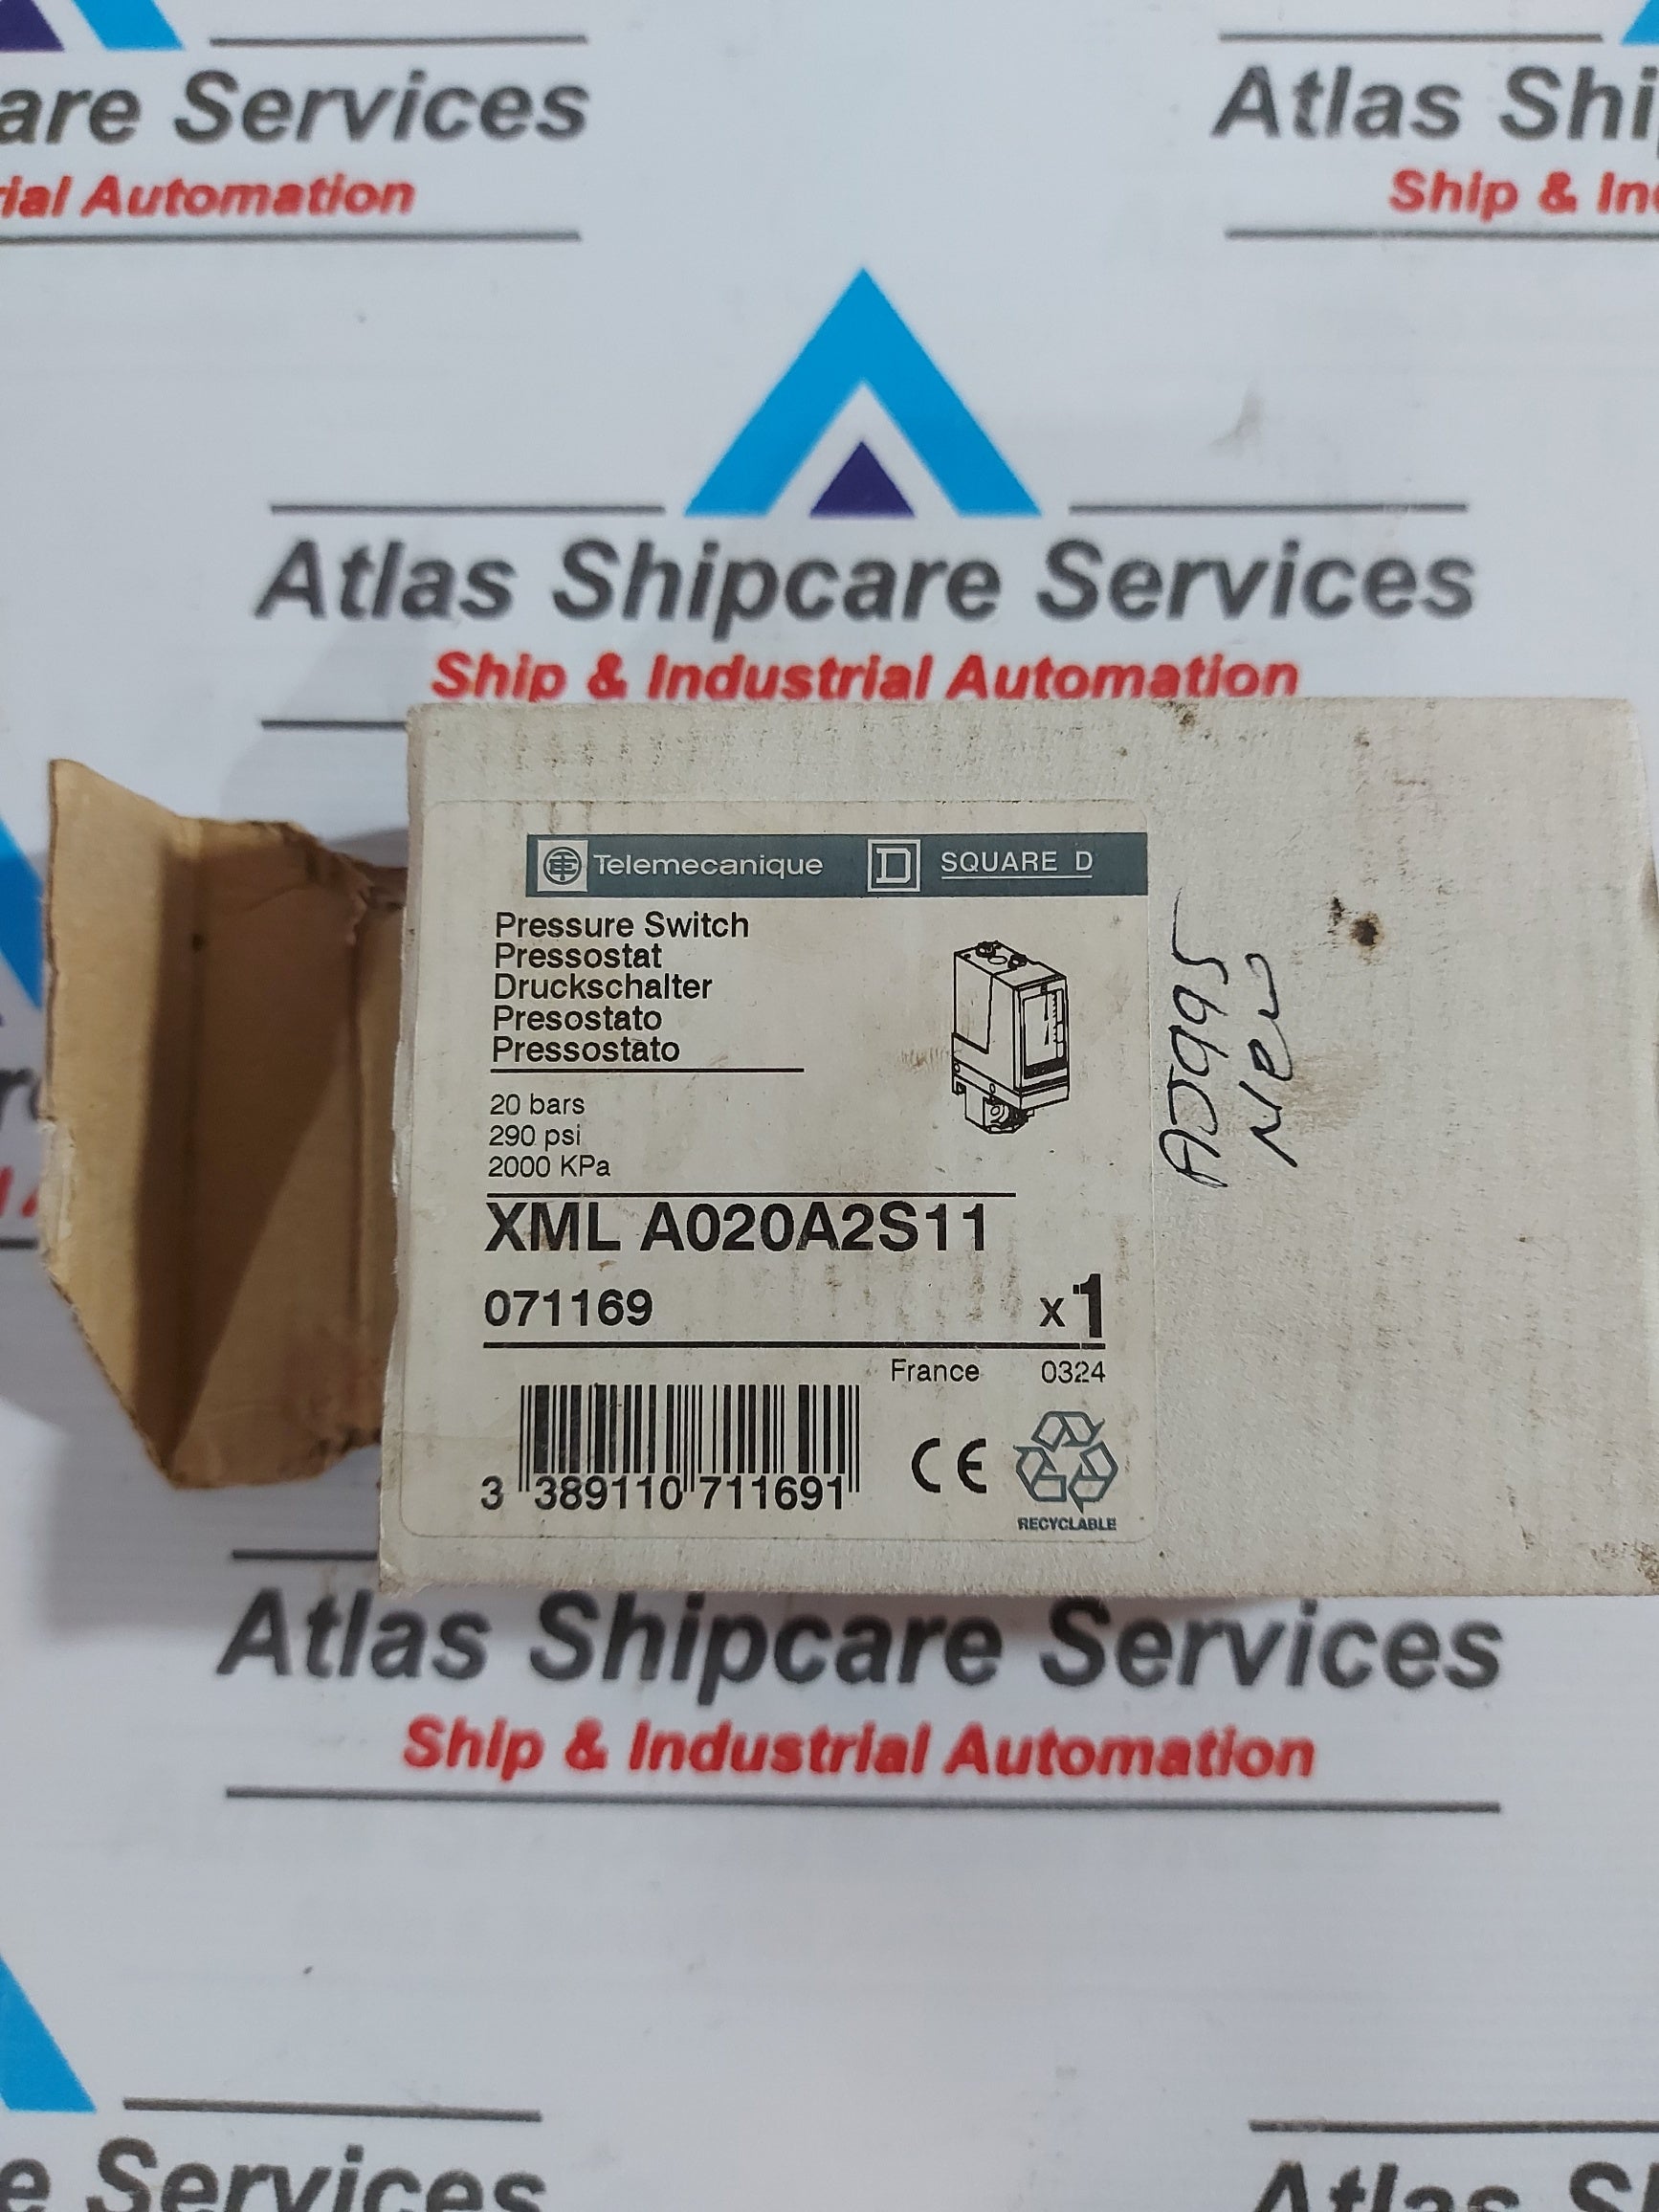 are Services
Atlas Shi
rial Automation
Ship & In
Atlas Shipcare Services
Ship & Industrial Automation
Telemecanique
SQUARE D
Pressure Switch
Pressostat
Druckschalter
Presostato
Pressostato
20 bars
290 psi
2000 KPa
XML A020A2S11
071169
x1
France 0324
3 389110 711691
CE
RECYCLABLE
AJ995
New
Atlas Shipcare Services
Ship & Industrial Automation
e Services
Atlas S